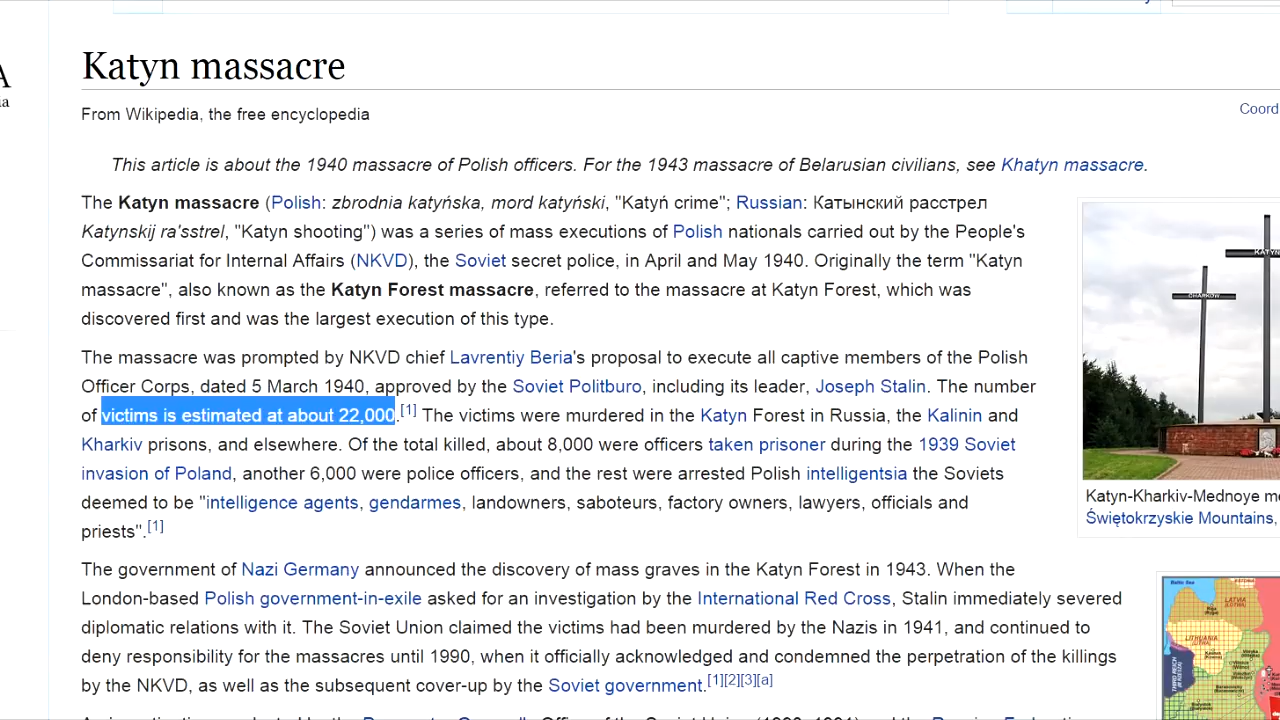 A
ia
Katyn massacre
From Wikipedia, the free encyclopedia
Coord
This article is about the 1940 massacre of Polish officers. For the 1943 massacre of Belarusian civilians, see Khatyn massacre.
The Katyn massacre (Polish: zbrodnia katyńska, mord katyński, "Katyń crime"; Russian: Катынский расстрел
Katynskij ra'sstrel, "Katyn shooting") was a series of mass executions of Polish nationals carried out by the People's
Commissariat for Internal Affairs (NKVD), the Soviet secret police, in April and May 1940. Originally the term "Katyn
massacre", also known as the Katyn Forest massacre, referred to the massacre at Katyn Forest, which was
discovered first and was the largest execution of this type.
The massacre was prompted by NKVD chief Lavrentiy Beria's proposal to execute all captive members of the Polish
Officer Corps, dated 5 March 1940, approved by the Soviet Politburo, including its leader, Joseph Stalin. The number
of victims is estimated at about 22,000.[1] The victims were murdered in the Katyn Forest in Russia, the Kalinin and
Kharkiv prisons, and elsewhere. Of the total killed, about 8,000 were officers taken prisoner during the 1939 Soviet
invasion of Poland, another 6,000 were police officers, and the rest were arrested Polish intelligentsia the Soviets
deemed to be "intelligence agents, gendarmes, landowners, saboteurs, factory owners, lawyers, officials and
priests".[1]
The government of Nazi Germany announced the discovery of mass graves in the Katyn Forest in 1943. When the
London-based Polish government-in-exile asked for an investigation by the International Red Cross, Stalin immediately severed
diplomatic relations with it. The Soviet Union claimed the victims had been murdered by the Nazis in 1941, and continued to
deny responsibility for the massacres until 1990, when it officially acknowledged and condemned the perpetration of the killings
by the NKVD, as well as the subsequent cover-up by the Soviet government.[1][2][3][a]
KATYN
CHARKÓW
Katyn-Kharkiv-Mednoye me
Świętokrzyskie Mountains,
Baltic Sea
LATVIA
LITHUANIA